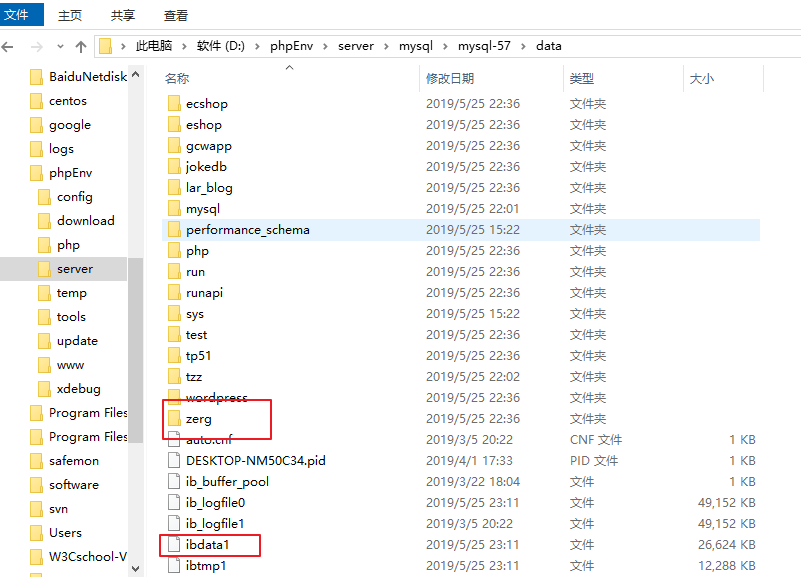 文件 主页 共享 查看
此电脑 > 软件 (D:) > phpEnv > server > mysql > mysql-57 > data
BaiduNetdisk
centos
google
logs
phpEnv
config
download
php
server
temp
tools
update
www
xdebug
Program Files
Program Files
safemon
software
svn
Users
W3Cschool-V
名称 修改日期 类型 大小
ecshop 2019/5/25 22:36 文件夹
eshop 2019/5/25 22:36 文件夹
gcwapp 2019/5/25 22:36 文件夹
jokedb 2019/5/25 22:36 文件夹
lar_blog 2019/5/25 22:36 文件夹
mysql 2019/5/25 22:01 文件夹
performance_schema 2019/5/25 15:22 文件夹
php 2019/5/25 22:36 文件夹
run 2019/5/25 22:36 文件夹
runapi 2019/5/25 22:36 文件夹
sys 2019/5/25 15:22 文件夹
test 2019/5/25 22:36 文件夹
tp51 2019/5/25 22:36 文件夹
tzz 2019/5/25 22:02 文件夹
wordpress 2019/5/25 22:36 文件夹
zerg 2019/5/25 22:36 文件夹
auto.cnf 2019/3/5 20:22 CNF 文件 1 KB
DESKTOP-NM50C34.pid 2019/4/1 17:33 PID 文件 1 KB
ib_buffer_pool 2019/3/22 18:04 文件 1 KB
ib_logfile0 2019/5/25 23:11 文件 49,152 KB
ib_logfile1 2019/3/5 20:22 文件 49,152 KB
ibdata1 2019/5/25 23:11 文件 26,624 KB
ibtmp1 2019/5/25 23:11 文件 12,288 KB